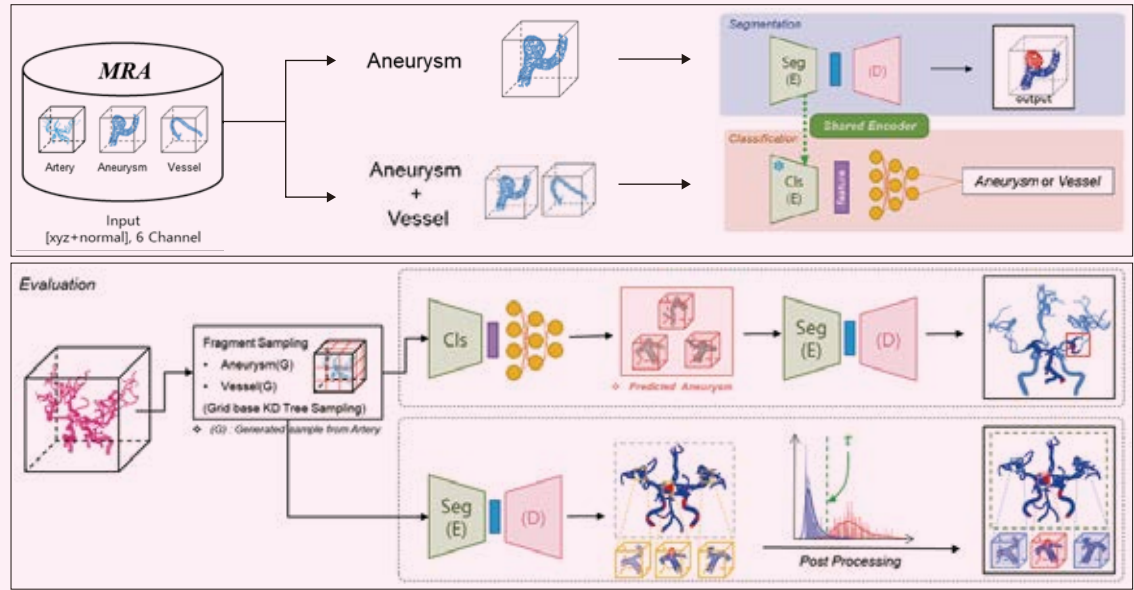 MRA
Artery
Aneurysm
Vessel
Input
[xyz+normal], 6 Channel
Aneurysm
Aneurysm
+
Vessel
Segmentation
Seg
(E)
(D)
output
Shared Encoder
Classification
Cls
(E)
feature
Aneurysm or Vessel
Evaluation
Fragment Sampling
• Aneurysm(G)
• Vessel(G)
(Grid base KD Tree Sampling)
❖ (G) : Generated sample from Artery
Cls
❖ Predicted Aneurysm
Seg
(E)
(D)
Seg
(E)
(D)
τ
Post Processing